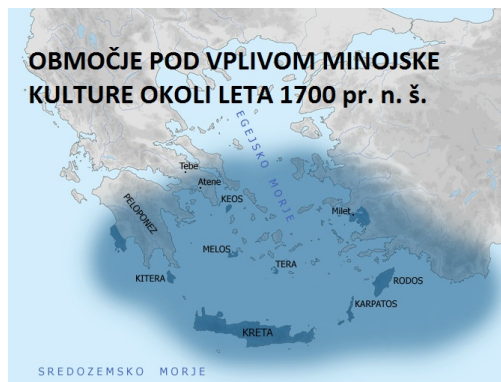 OBMOČJE POD VPLIVOM MINOJSKE
KULTURE OKOLI LETA 1700 pr. n. š.
EGEJSKO MORJE
Tebe
Atene
KEOS
PELOPONEZ
Milet
MELOS
TERA
KITERA
RODOS
KARPATOS
KRETA
SREDOZEMSKO MORJE